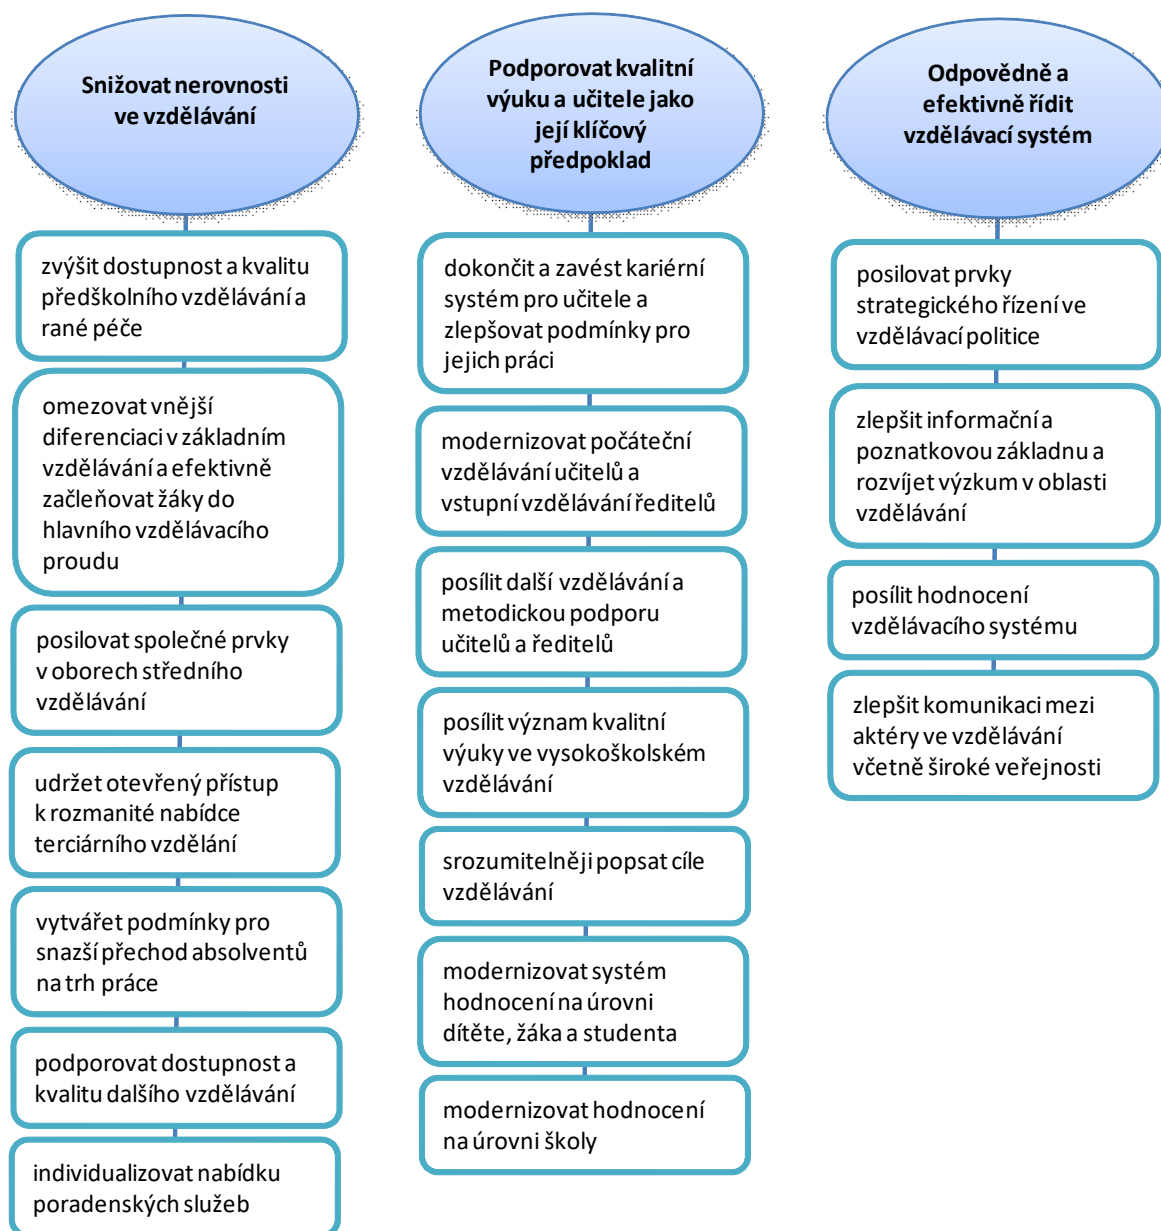 Snižovat nerovnosti
ve vzdělávání
zvýšit dostupnost a kvalitu
předškolního vzdělávání a
rané péče
omezovat vnější
diferenciaci v základním
vzdělávání a efektivně
začleňovat žáky do
hlavního vzdělávacího
proudu
posilovat společné prvky
v oborech středního
vzdělávání
udržet otevřený přístup
k rozmanité nabídce
terciárního vzdělání
vytvářet podmínky pro
snazší přechod absolventů
na trh práce
podporovat dostupnost a
kvalitu dalšího vzdělávání
individualizovat nabídku
poradenských služeb
Podporovat kvalitní
výuku a učitele jako
její klíčový
předpoklad
dokončit a zavést kariérní
systém pro učitele a
zlepšovat podmínky pro
jejich práci
modernizovat počáteční
vzdělávání učitelů a
vstupní vzdělávání ředitelů
posílit další vzdělávání a
metodickou podporu
učitelů a ředitelů
posílit význam kvalitní
výuky ve vysokoškolském
vzdělávání
srozumitelněji popsat cíle
vzdělávání
modernizovat systém
hodnocení na úrovni
dítěte, žáka a studenta
modernizovat hodnocení
na úrovni školy
Odpovědně a
efektivně řídit
vzdělávací systém
posilovat prvky
strategického řízení ve
vzdělávací politice
zlepšit informační a
poznatkovou základnu a
rozvíjet výzkum v oblasti
vzdělávání
posílit hodnocení
vzdělávacího systému
zlepšit komunikaci mezi
aktéry ve vzdělávání
včetně široké veřejnosti